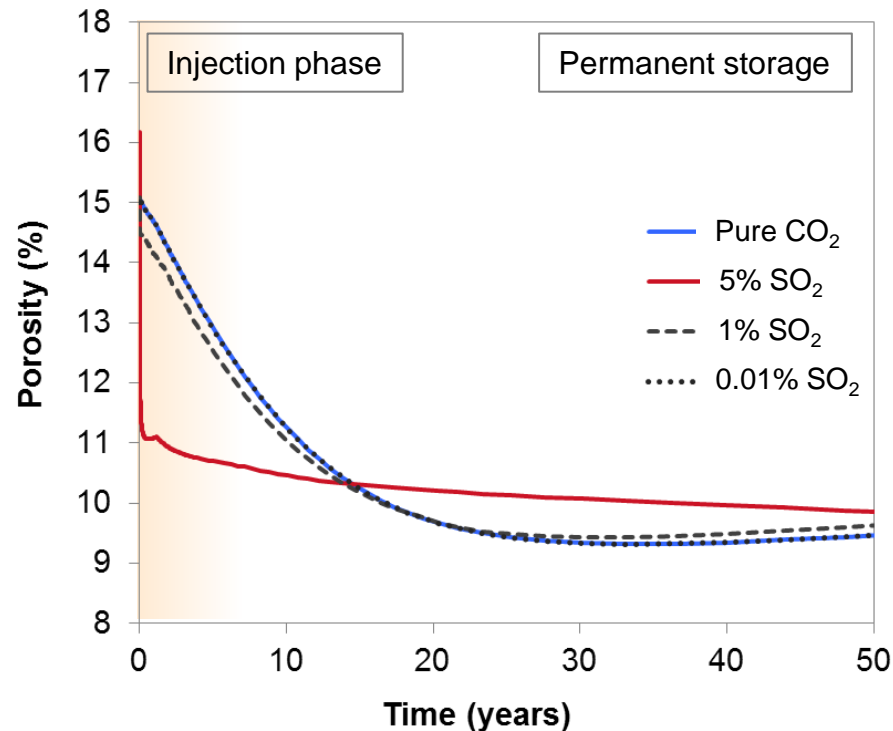 Injection phase
Permanent storage
Porosity (%)
18
17
16
15
14
13
12
11
10
9
8
Pure CO₂
5% SO₂
1% SO₂
0.01% SO₂
0 10 20 30 40 50
Time (years)